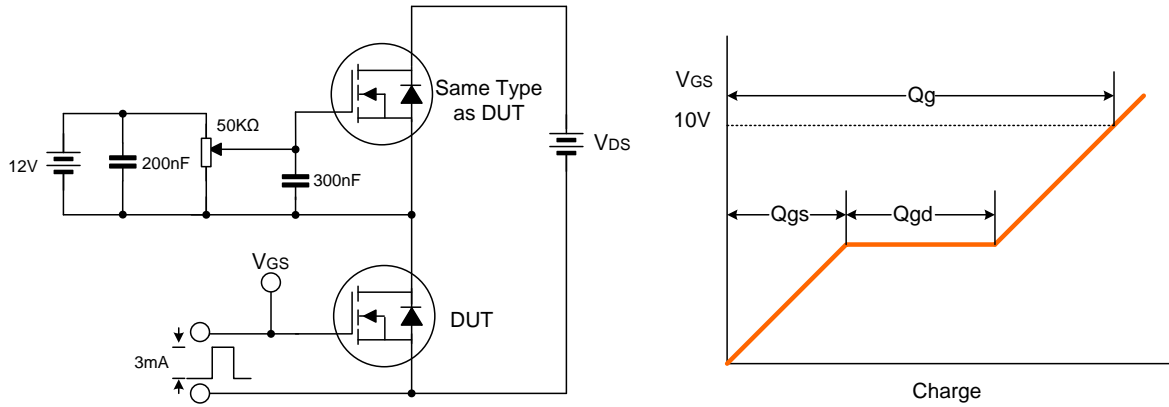 Same Type
as DUT
50KΩ
12V
200nF
300nF
VDS
VGS
DUT
3mA
VGS
10V
Qg
Qgs
Qgd
Charge